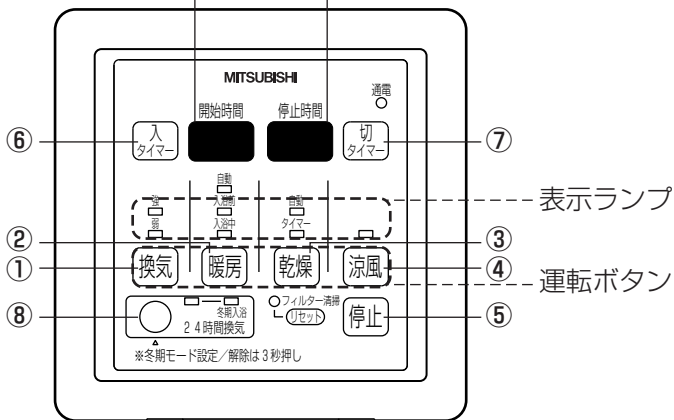 MITSUBISHI
通電
開始時間 停止時間
⑥ 入 タイマー 切 タイマー ⑦
自動
強 入浴前 自動 表示ランプ
弱 入浴中 タイマー
② ③
① 換気 暖房 乾燥 涼風 ④
運転ボタン
冬期入浴 フィルター清掃
⑧ 24時間換気 リセット 停止 ⑤
※冬期モード設定／解除は3秒押し